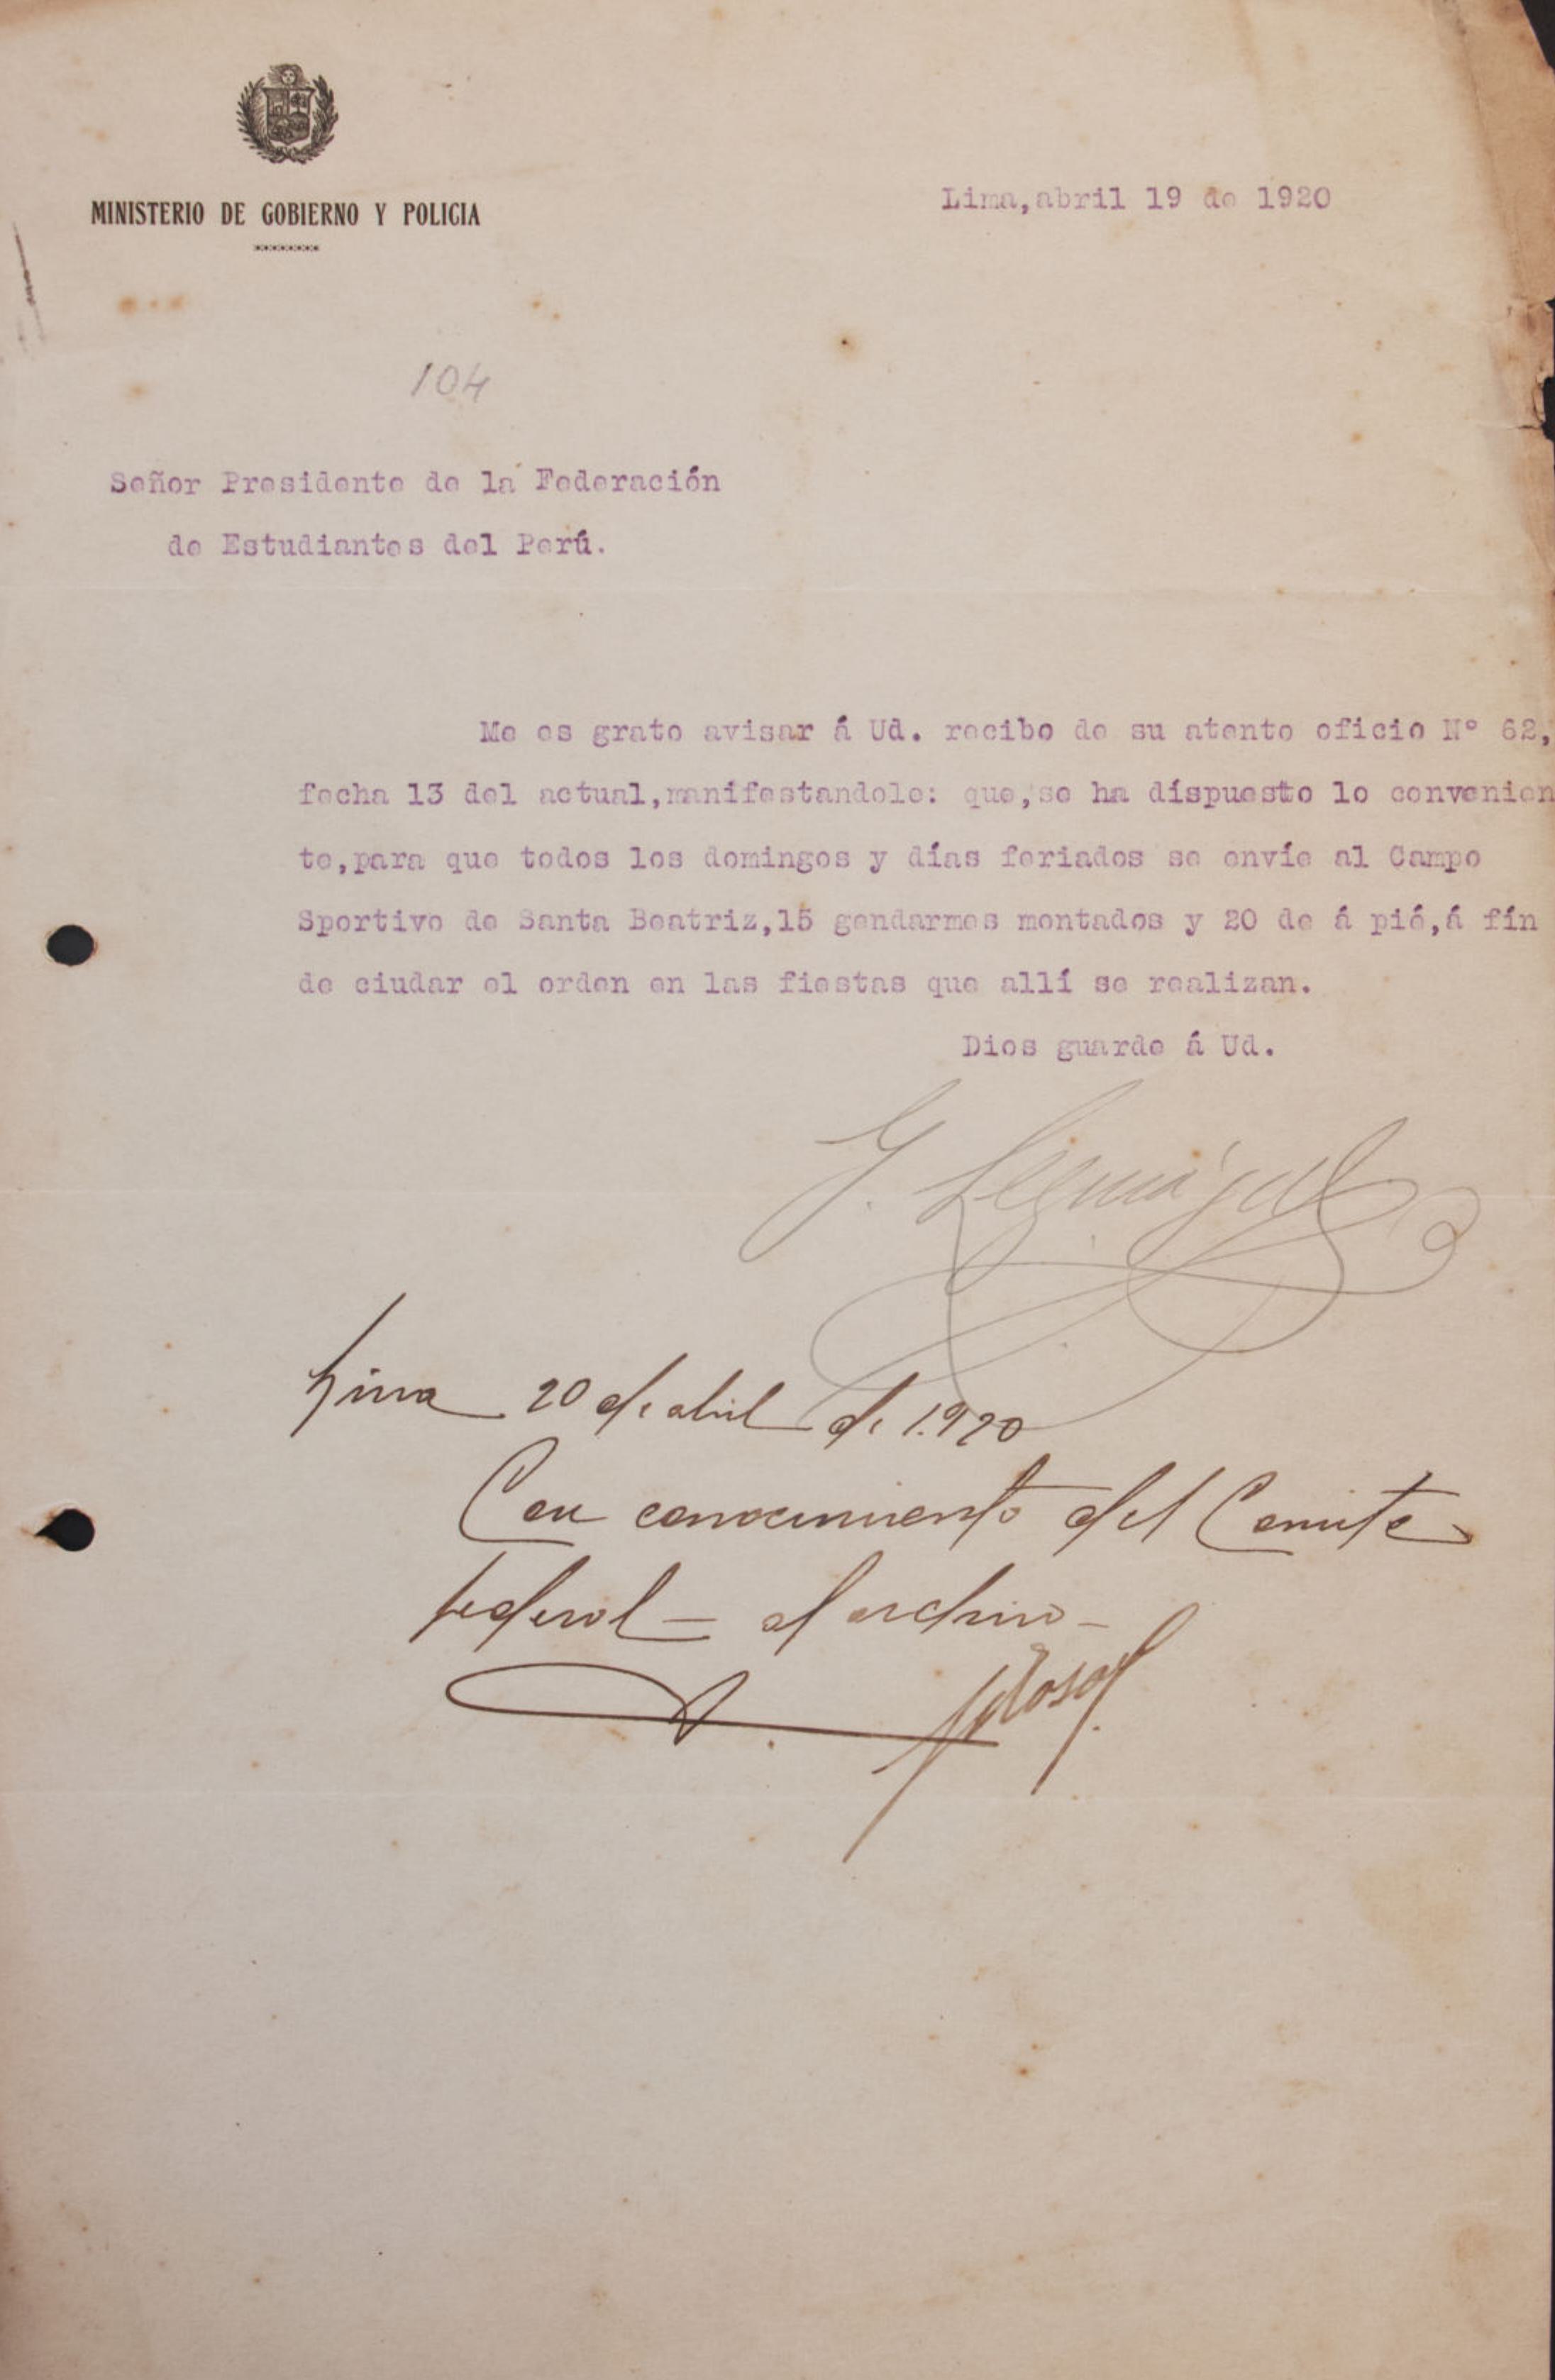 MINISTERIO DE GOBIERNO Y POLICIA
Lima,abril 19 de 1920
104
Señor Presidente de la Federación
de Estudiantes del Perú.
Me es grato avisar á Ud. recibo de su atento oficio N° 62,
fecha 13 del actual,manifestandole: que,se ha díspuesto lo convenien
te,para que todos los domingos y días feriados se envíe al Campo
Sportivo de Santa Beatriz,15 gendarmes montados y 20 de á pié,á fín
de ciudar el orden en las fiestas que allí se realizan.
Dios guarde á Ud.
Lima 20 de abril de 1.920
Con conocimiento del Comite
federal — al archivo —